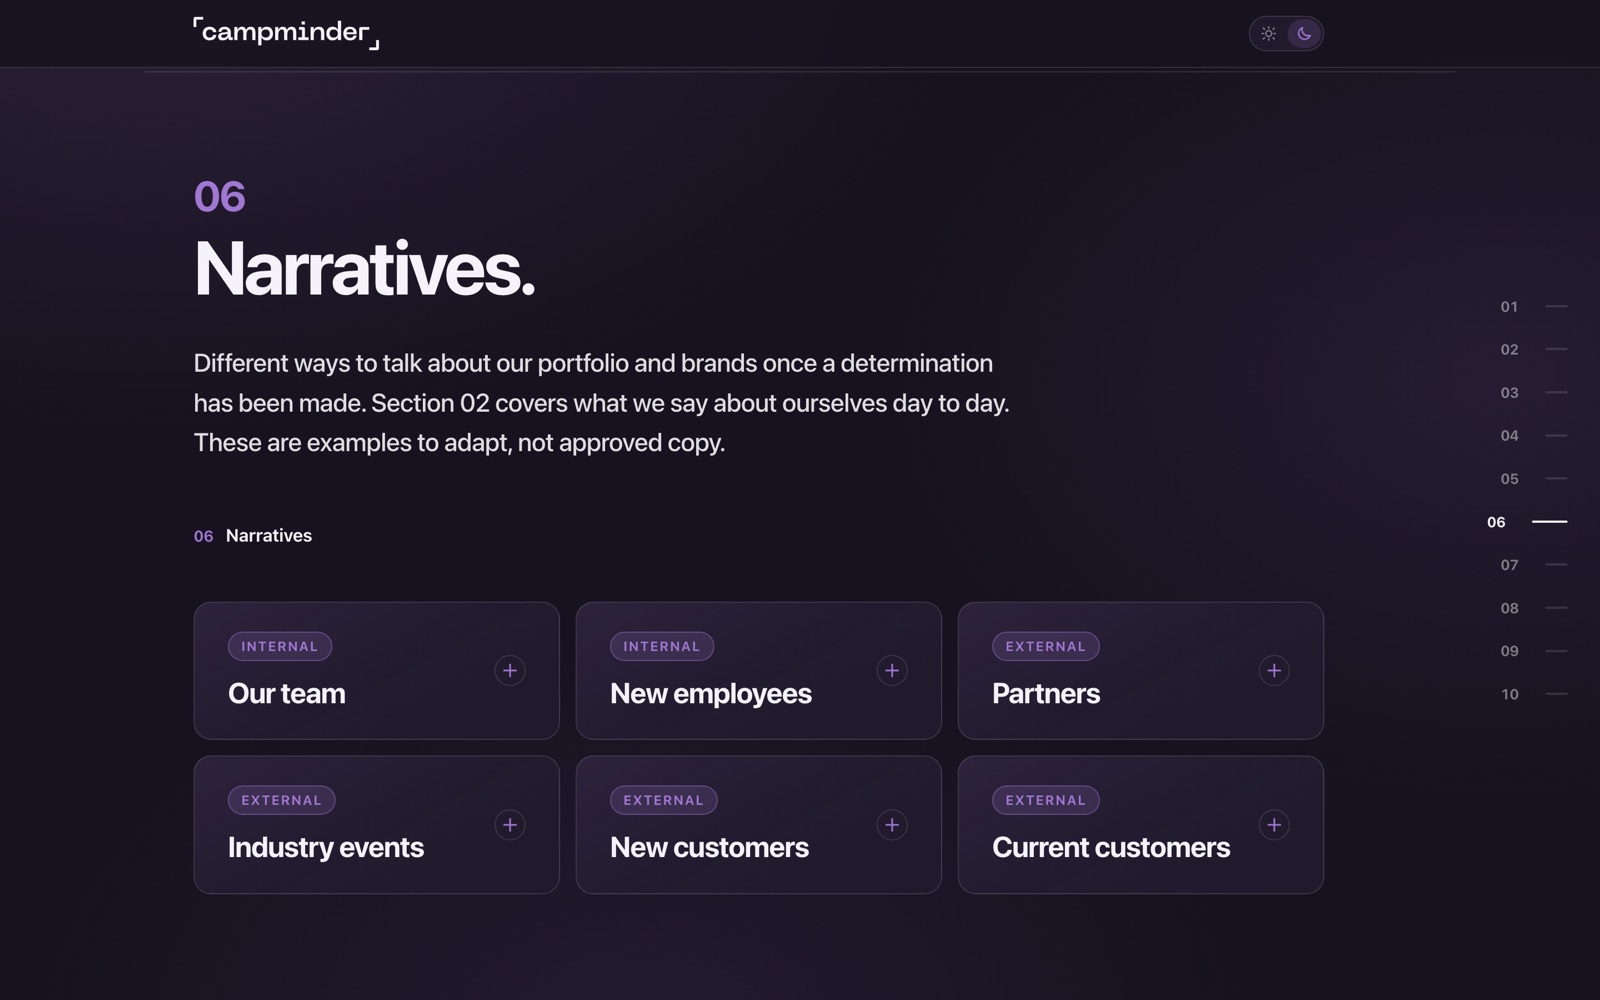 campminder
06
Narratives.
Different ways to talk about our portfolio and brands once a determination
has been made. Section 02 covers what we say about ourselves day to day.
These are examples to adapt, not approved copy.
06 Narratives
INTERNAL
Our team
INTERNAL
New employees
EXTERNAL
Partners
EXTERNAL
Industry events
EXTERNAL
New customers
EXTERNAL
Current customers
01
02
03
04
05
06
07
08
09
10